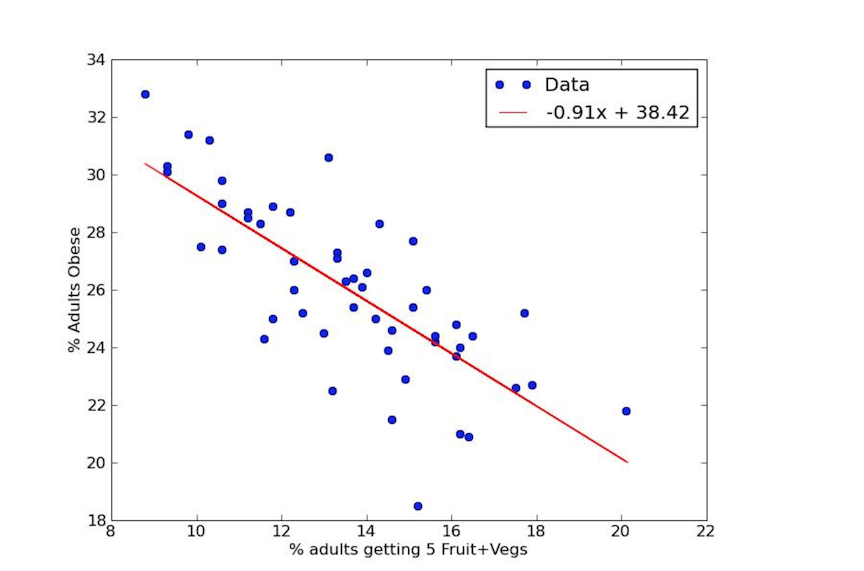 34
32
30
28
26
24
22
20
18
% Adults Obese
Data
-0.91x + 38.42
8 10 12 14 16 18 20 22
% adults getting 5 Fruit+Vegs